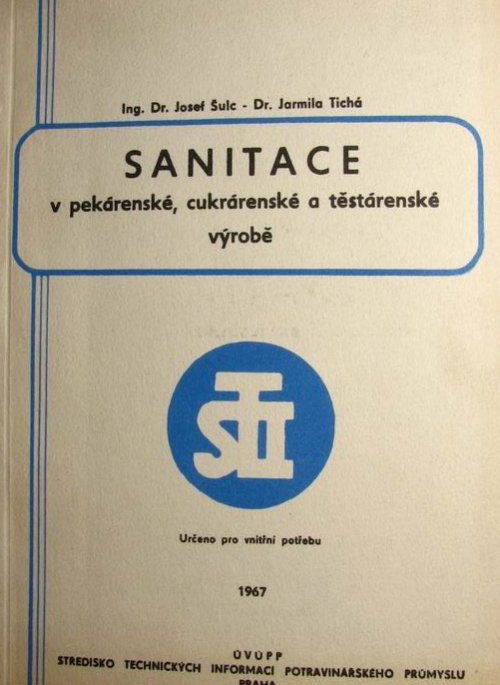 Ing. Dr. Josef Šulc - Dr. Jarmila Tichá
SANITACE
v pekárenské, cukrárenské a těstárenské
výrobě
STI
Určeno pro vnitřní potřebu
1967
ÚVÚPP
STŘEDISKO TECHNICKÝCH INFORMACÍ POTRAVINÁŘSKÉHO PRŮMYSLU
PRAHA